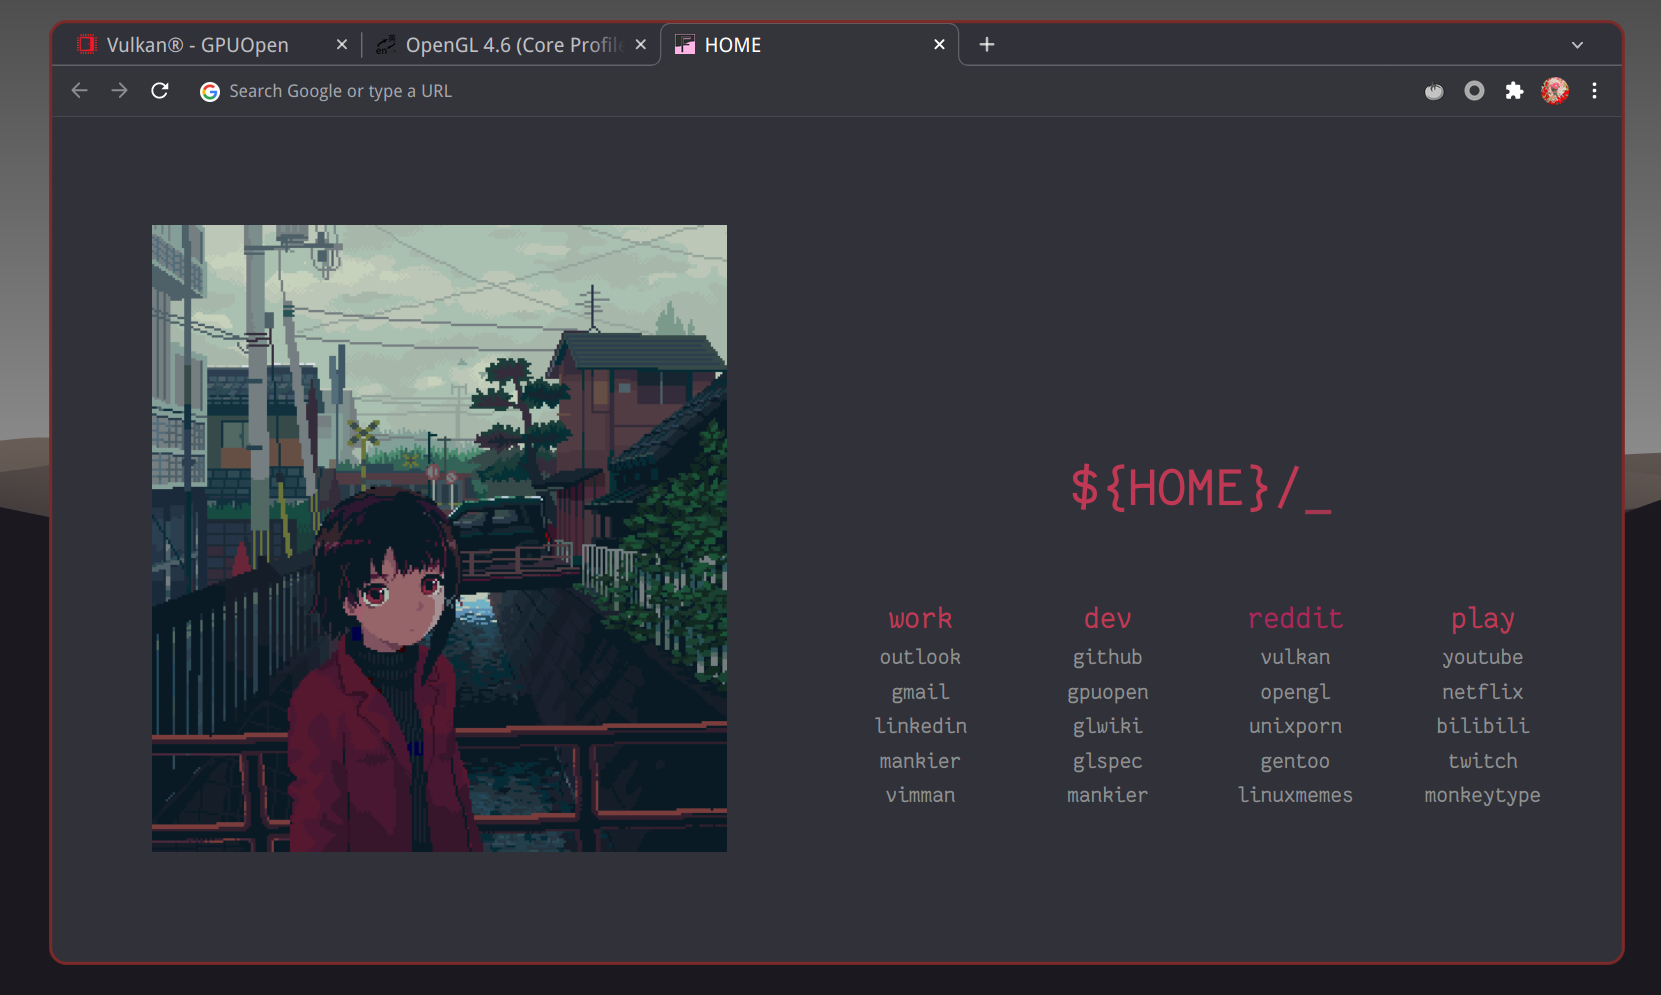 Vulkan® - GPUOpen
OpenGL 4.6 (Core Profile
HOME
Search Google or type a URL
${HOME}/_
work
outlook
gmail
linkedin
mankier
vimman
dev
github
gpuopen
glwiki
glspec
mankier
reddit
vulkan
opengl
unixporn
gentoo
linuxmemes
play
youtube
netflix
bilibili
twitch
monkeytype